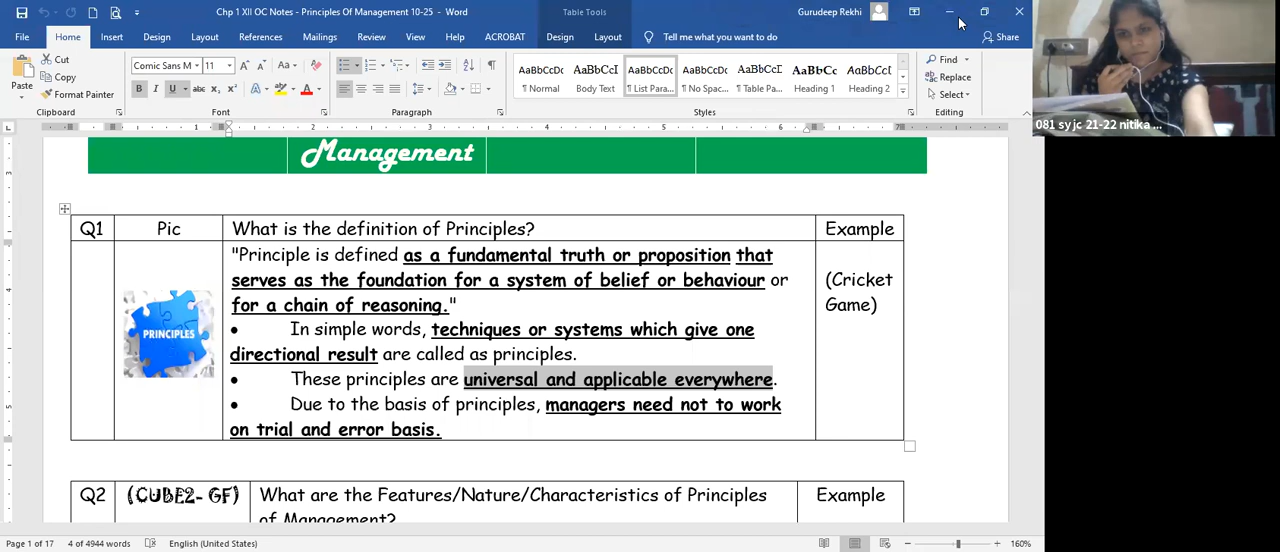 Chp 1 XII OC Notes - Principles Of Management 10-25 - Word
Table Tools
Gurudeep Rekhi
File Home Insert Design Layout References Mailings Review View Help ACROBAT Design Layout Tell me what you want to do Share
Paste
Cut
Copy
Format Painter
Clipboard
Comic Sans M 11
Font
Paragraph
AaBbCcDc AaBbCcI AaBbCcDc AaBbCcDc AaBbCcI AaBbCc AaBbCcI
¶ Normal Body Text ¶ List Para... ¶ No Spac... ¶ Table Pa... Heading 1 Heading 2
Styles
Find
Replace
Select
Editing
081 syjc 21-22 nitika ...
Management
Q1 Pic What is the definition of Principles? Example
PRINCIPLES
"Principle is defined as a fundamental truth or proposition that
serves as the foundation for a system of belief or behaviour or
for a chain of reasoning."
• In simple words, techniques or systems which give one
directional result are called as principles.
• These principles are universal and applicable everywhere.
• Due to the basis of principles, managers need not to work
on trial and error basis.
(Cricket
Game)
Q2 (CUBE2- GF) What are the Features/Nature/Characteristics of Principles
of Management?
Example
Page 1 of 17 4 of 4944 words English (United States) 160%